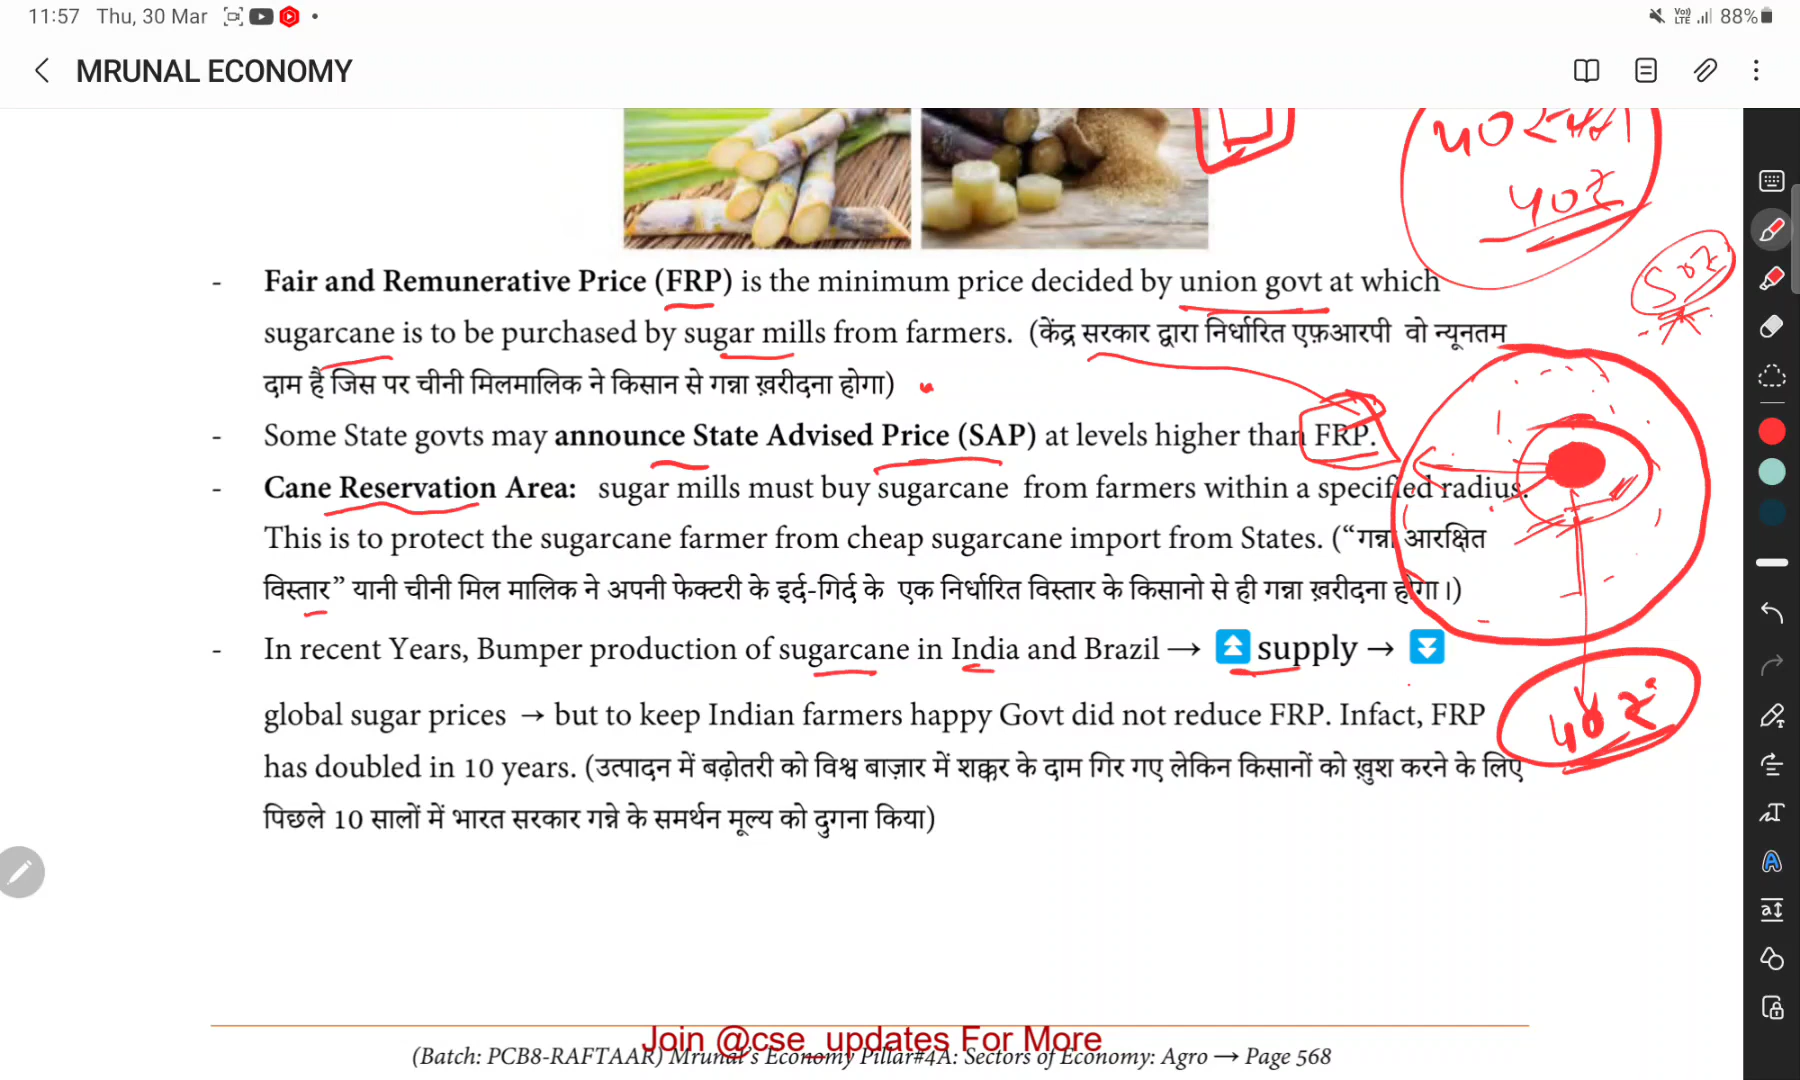 11:57 Thu, 30 Mar
Vo) LTE 88%
MRUNAL ECONOMY
५० रु
50₹
- Fair and Remunerative Price (FRP) is the minimum price decided by union govt at which
sugarcane is to be purchased by sugar mills from farmers. (केंद्र सरकार द्वारा निर्धारित एफ़आरपी वो न्यूनतम
दाम है जिस पर चीनी मिलमालिक ने किसान से गन्ना ख़रीदना होगा)
- Some State govts may announce State Advised Price (SAP) at levels higher than FRP.
- Cane Reservation Area: sugar mills must buy sugarcane from farmers within a specified radius.
This is to protect the sugarcane farmer from cheap sugarcane import from States. (“गन्ना आरक्षित
विस्तार” यानी चीनी मिल मालिक ने अपनी फेक्टरी के इर्द-गिर्द के एक निर्धारित विस्तार के किसानो से ही गन्ना ख़रीदना होगा।)
- In recent Years, Bumper production of sugarcane in India and Brazil → supply →
global sugar prices → but to keep Indian farmers happy Govt did not reduce FRP. Infact, FRP
has doubled in 10 years. (उत्पादन में बढ़ोतरी को विश्व बाज़ार में शक्कर के दाम गिर गए लेकिन किसानों को ख़ुश करने के लिए
पिछले 10 सालों में भारत सरकार गन्ने के समर्थन मूल्य को दुगना किया)
Join @cse_updates For More
(Batch: PCB8-RAFTAAR) Mrunal’s Economy Pillar#4A: Sectors of Economy: Agro → Page 568